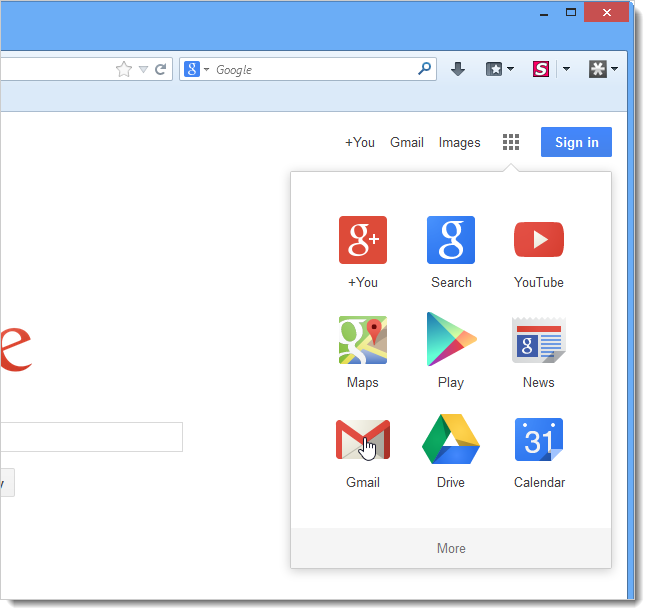 Google
+You Gmail Images Sign in
+You Search YouTube
Maps Play News
31
Gmail Drive Calendar
More